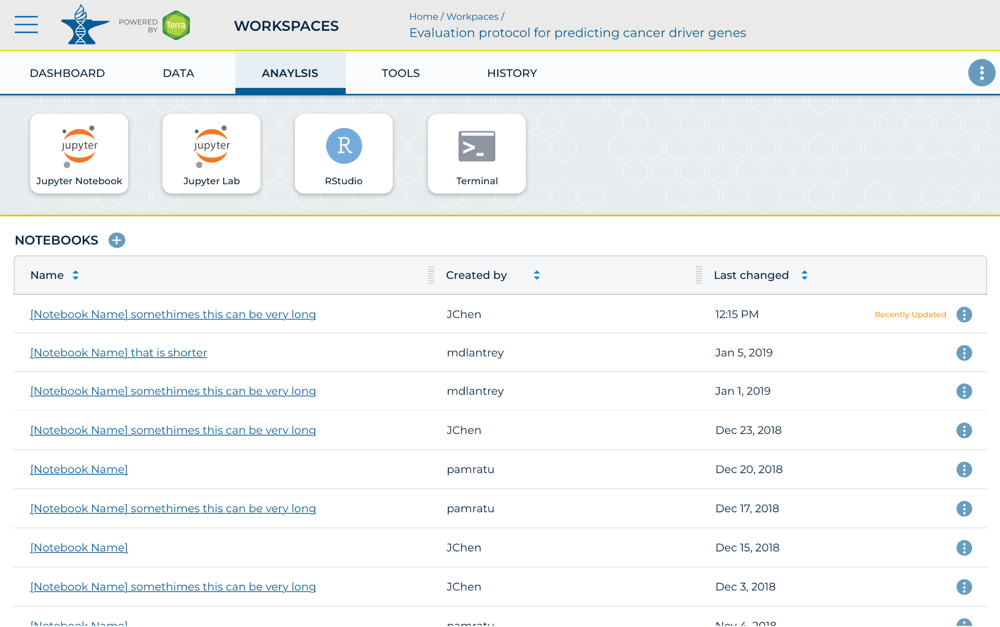 POWERED
BY
Terra
WORKSPACES
Home / Workpaces /
Evaluation protocol for predicting cancer driver genes
DASHBOARD DATA ANAYLSIS TOOLS HISTORY
jupyter jupyter R >_
Jupyter Notebook Jupyter Lab RStudio Terminal
NOTEBOOKS +
Name Created by Last changed
[Notebook Name] somethimes this can be very long JChen 12:15 PM Recently Updated
[Notebook Name] that is shorter mdlantrey Jan 5, 2019
[Notebook Name] somethimes this can be very long mdlantrey Jan 1, 2019
[Notebook Name] somethimes this can be very long JChen Dec 23, 2018
[Notebook Name] pamratu Dec 20, 2018
[Notebook Name] somethimes this can be very long pamratu Dec 17, 2018
[Notebook Name] JChen Dec 15, 2018
[Notebook Name] somethimes this can be very long JChen Dec 3, 2018
[Notebook Name] pamratu Nov 4, 2018